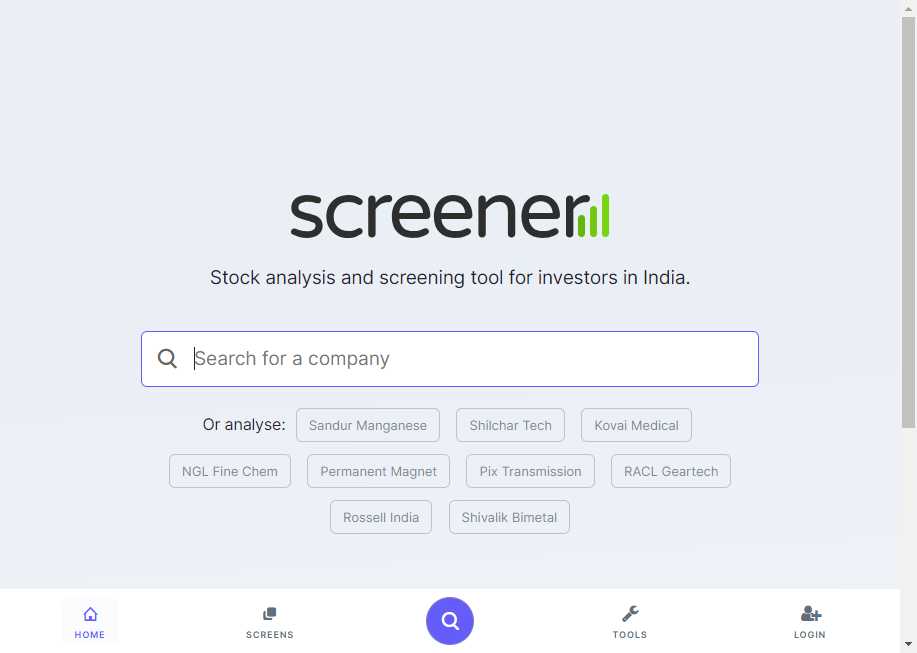 screener
Stock analysis and screening tool for investors in India.
Search for a company
Or analyse: Sandur Manganese Shilchar Tech Kovai Medical
NGL Fine Chem Permanent Magnet Pix Transmission RACL Geartech
Rossell India Shivalik Bimetal
HOME SCREENS TOOLS LOGIN